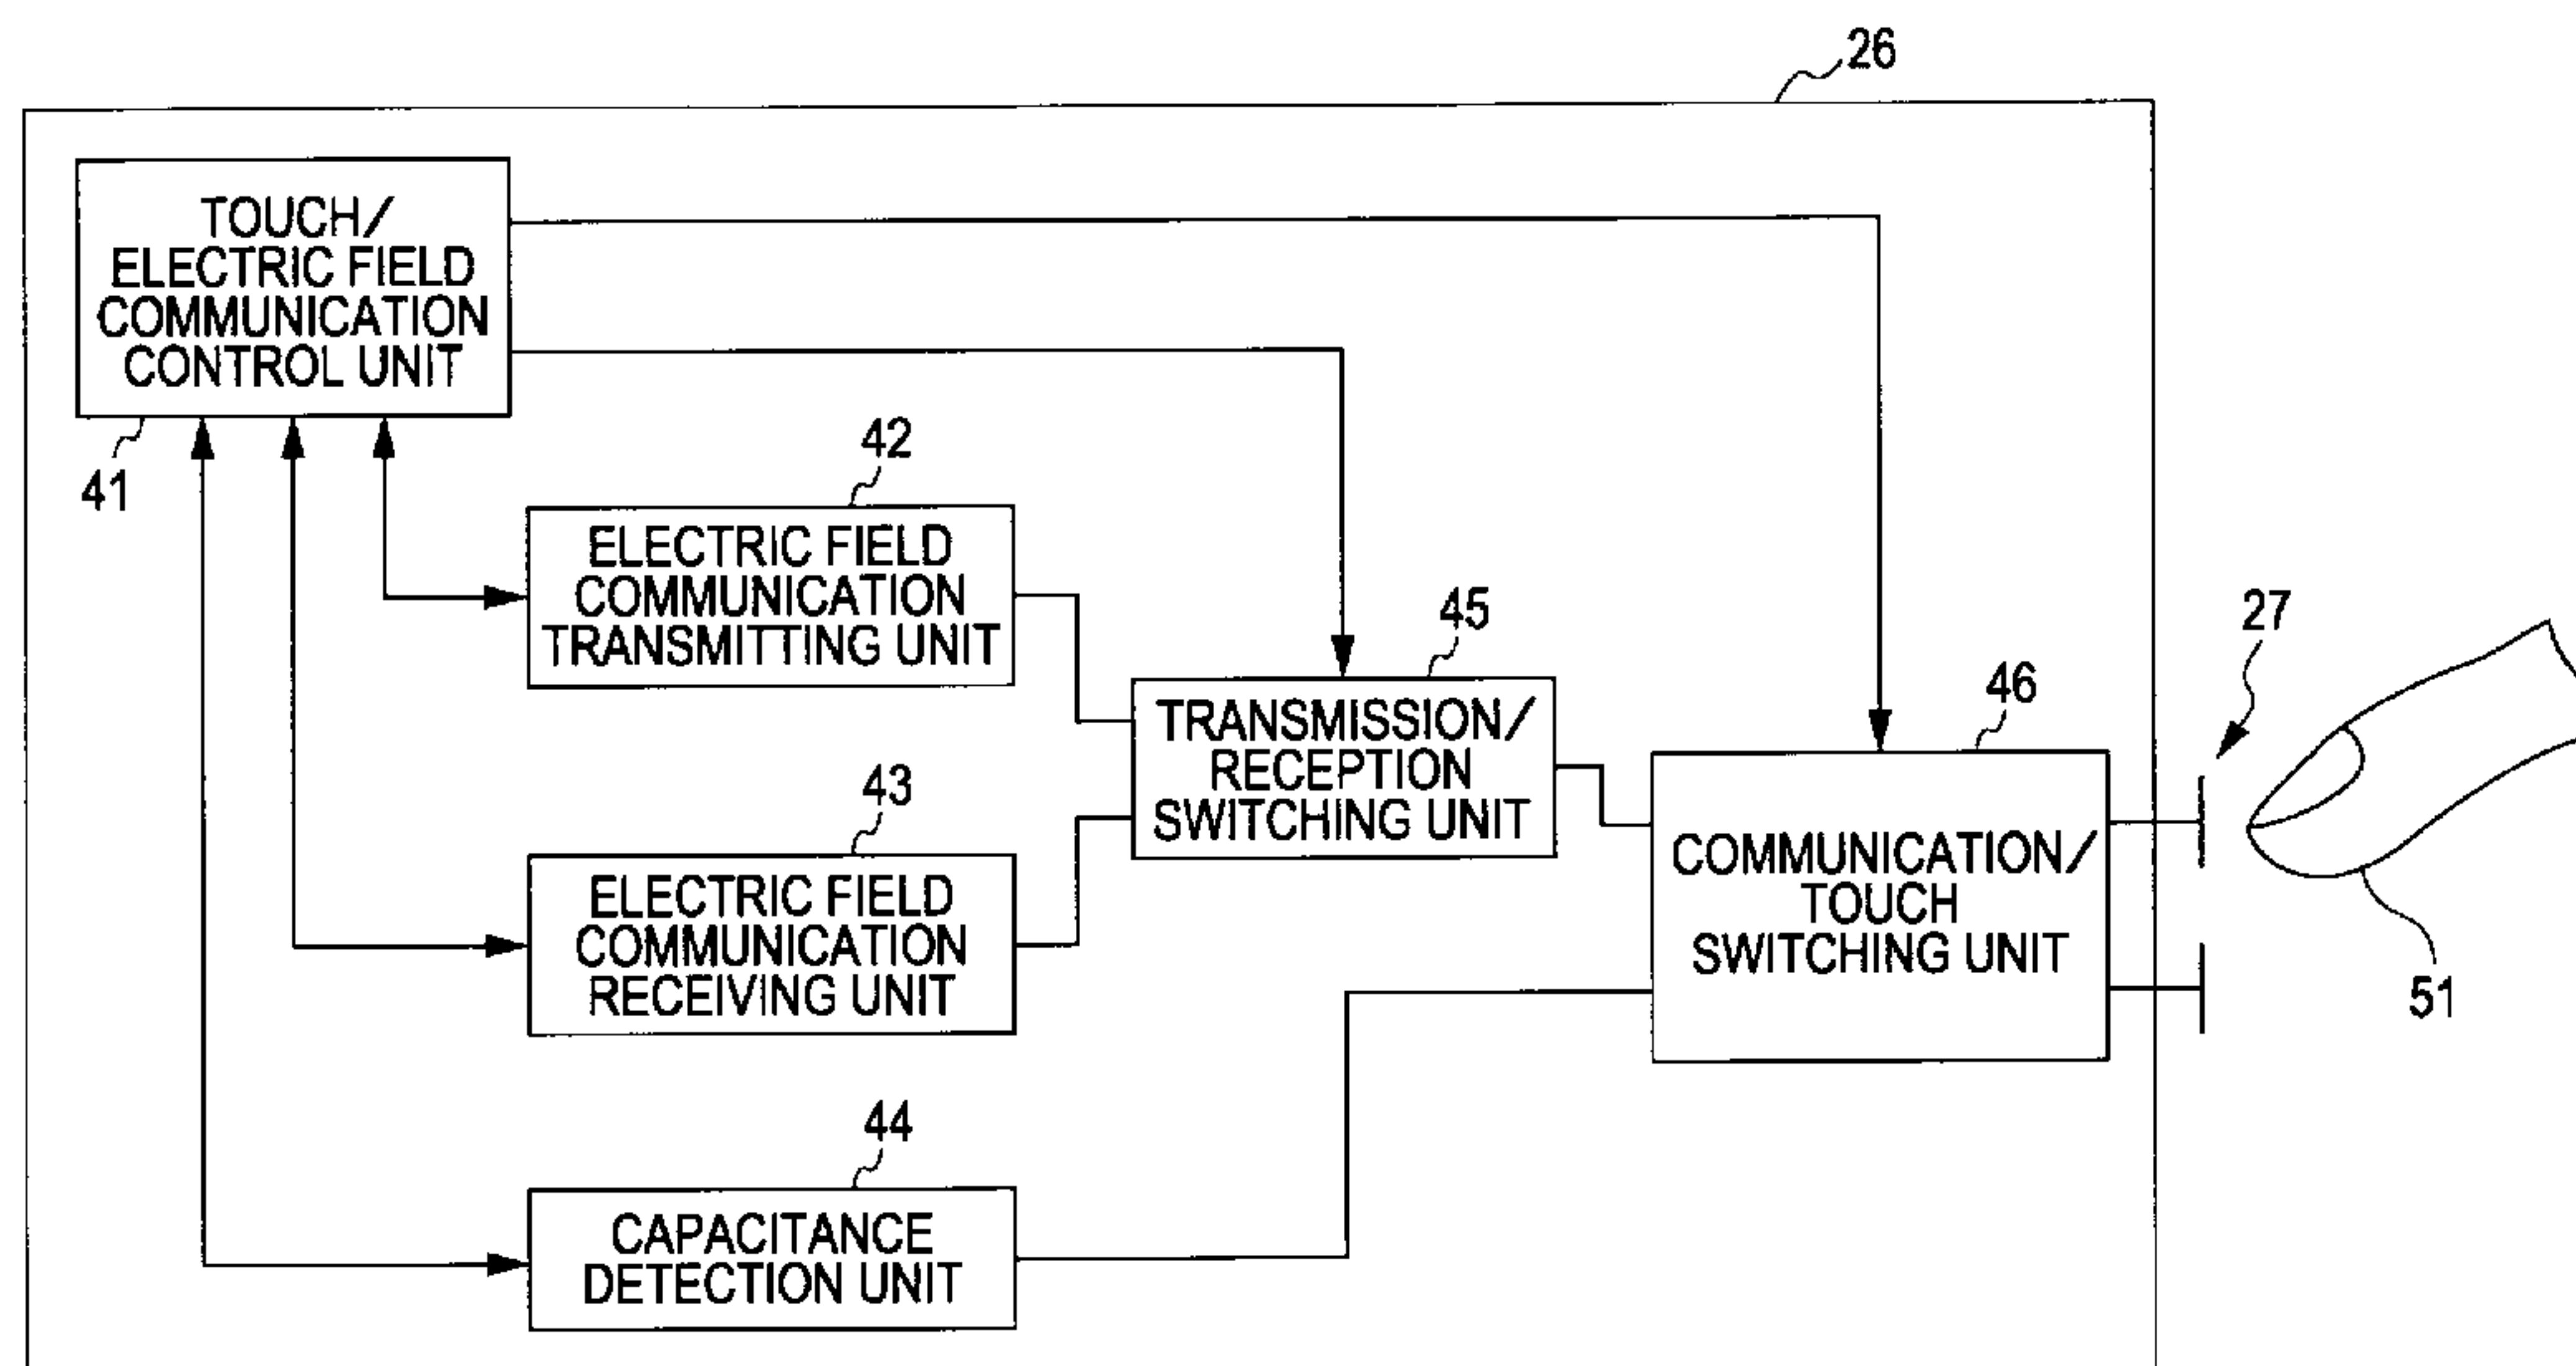 26
TOUCH/
ELECTRIC FIELD
COMMUNICATION
CONTROL UNIT
41
42
ELECTRIC FIELD
COMMUNICATION
TRANSMITTING UNIT
45
TRANSMISSION/
RECEPTION
SWITCHING UNIT
27
46
COMMUNICATION/
TOUCH
SWITCHING UNIT
51
43
ELECTRIC FIELD
COMMUNICATION
RECEIVING UNIT
44
CAPACITANCE
DETECTION UNIT